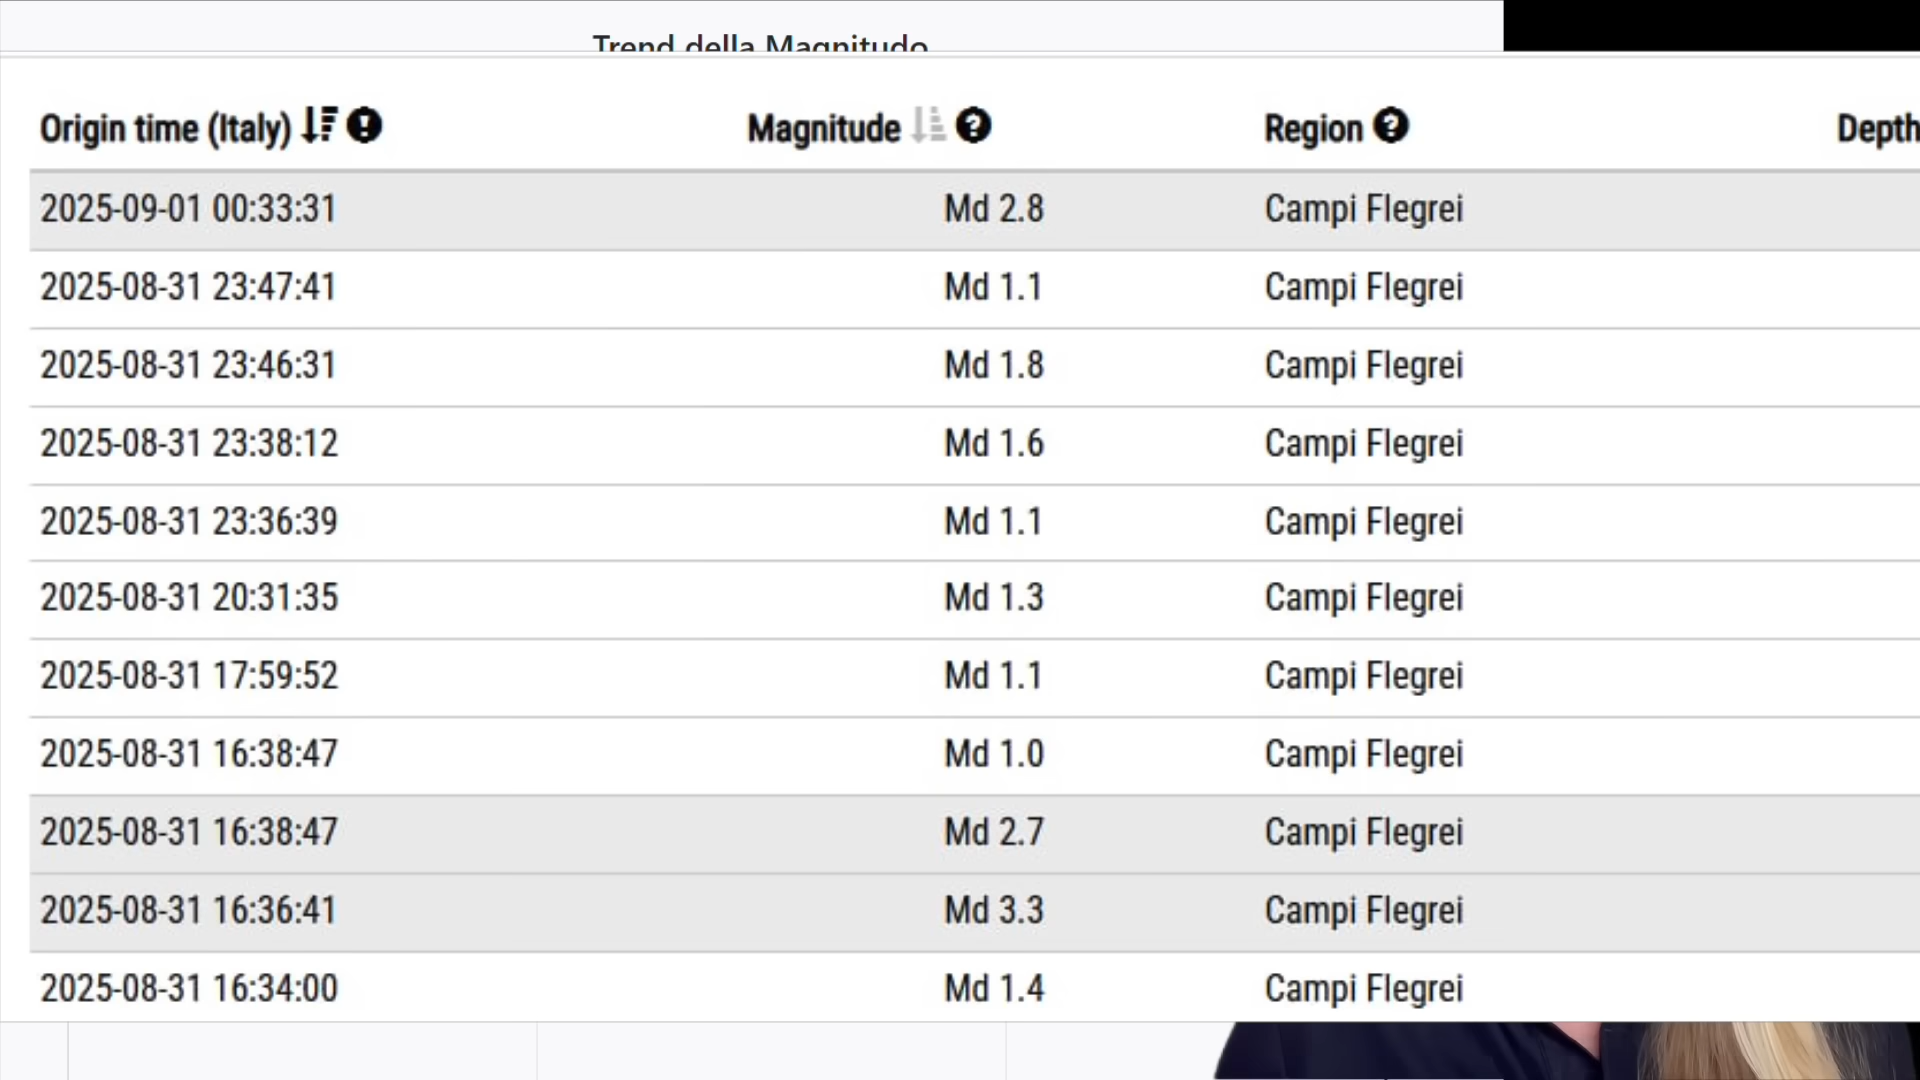 Trend della Magnitudo
Origin time (Italy) Magnitude Region Depth
2025-09-01 00:33:31 Md 2.8 Campi Flegrei
2025-08-31 23:47:41 Md 1.1 Campi Flegrei
2025-08-31 23:46:31 Md 1.8 Campi Flegrei
2025-08-31 23:38:12 Md 1.6 Campi Flegrei
2025-08-31 23:36:39 Md 1.1 Campi Flegrei
2025-08-31 20:31:35 Md 1.3 Campi Flegrei
2025-08-31 17:59:52 Md 1.1 Campi Flegrei
2025-08-31 16:38:47 Md 1.0 Campi Flegrei
2025-08-31 16:38:47 Md 2.7 Campi Flegrei
2025-08-31 16:36:41 Md 3.3 Campi Flegrei
2025-08-31 16:34:00 Md 1.4 Campi Flegrei